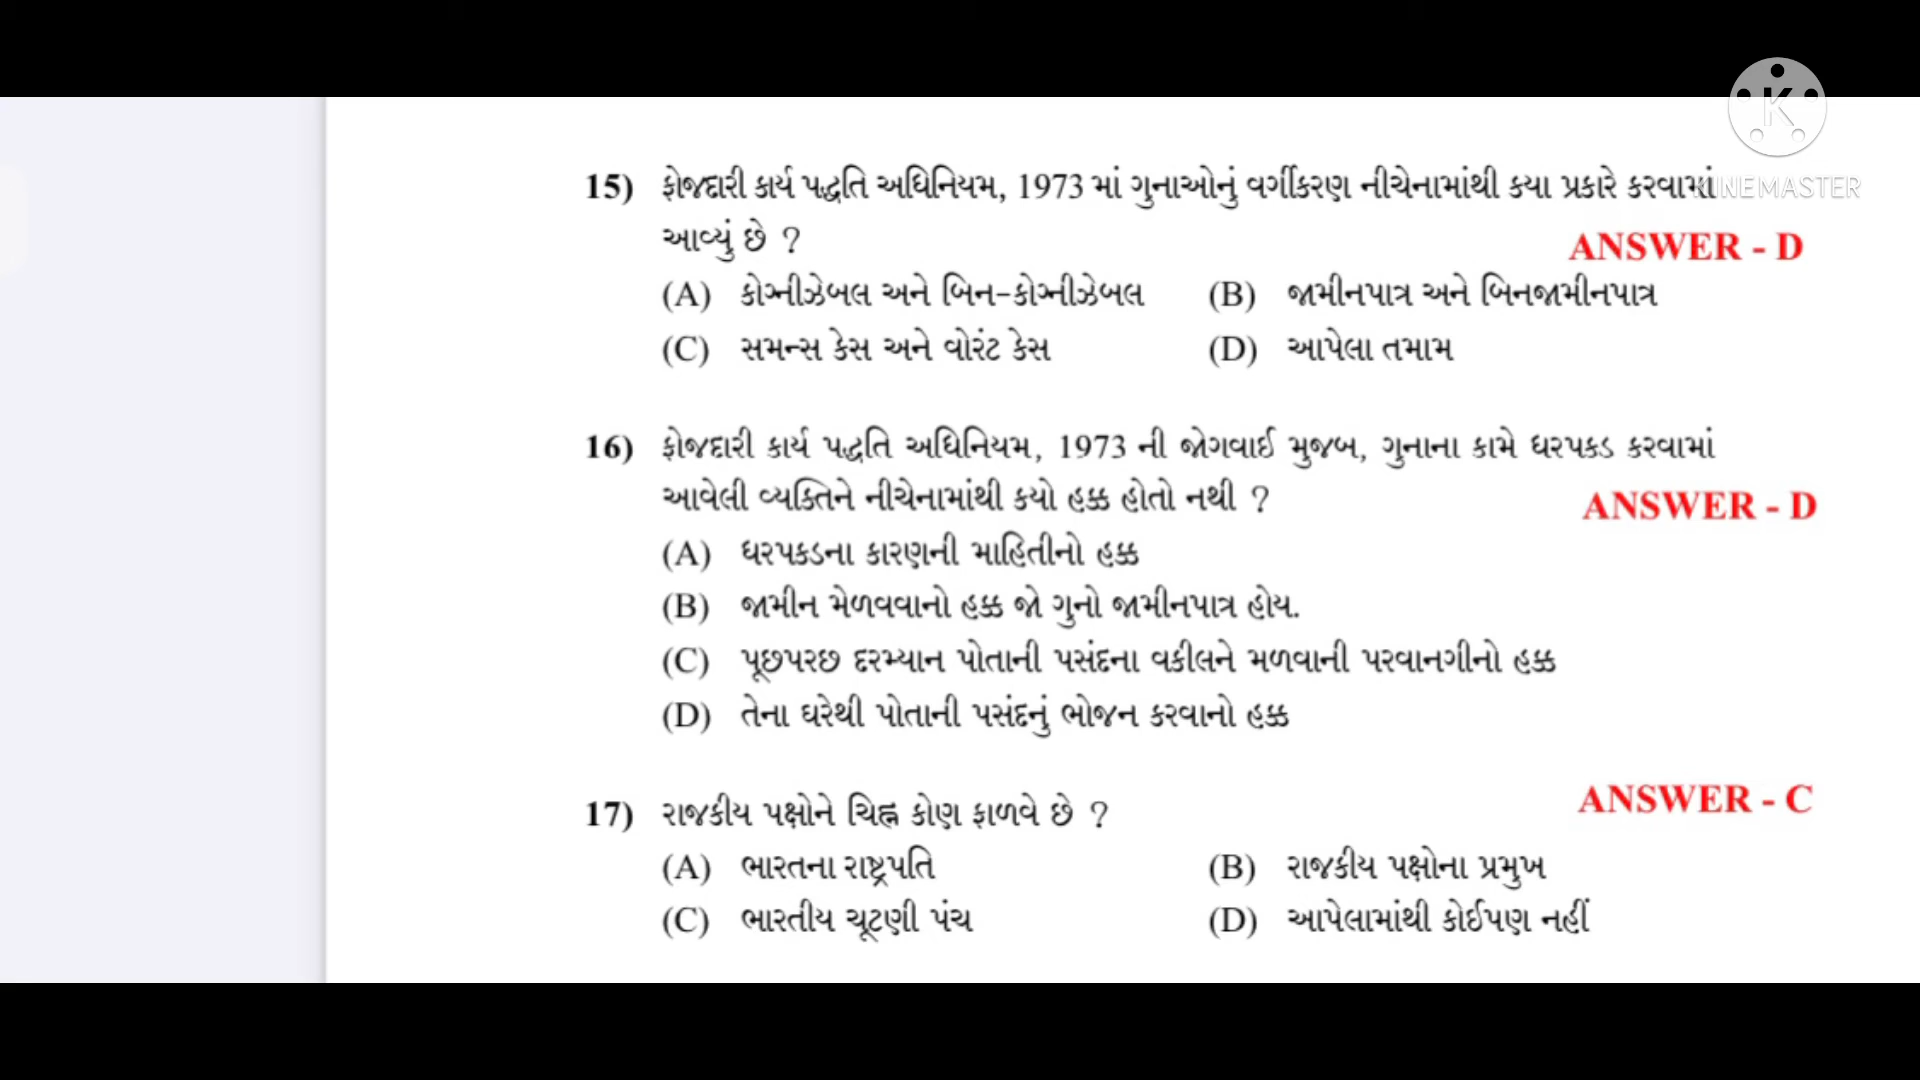 K
KINEMASTER
15) ફોજદારી કાર્ય પદ્ધતિ અધિનિયમ, 1973 માં ગુનાઓનું વર્ગીકરણ નીચેનામાંથી કયા પ્રકારે કરવામાં
આવ્યું છે ?
ANSWER - D
(A) કોગ્નીઝેબલ અને બિન-કોગ્નીઝેબલ (B) જામીનપાત્ર અને બિનજામીનપાત્ર
(C) સમન્સ કેસ અને વોરંટ કેસ (D) આપેલા તમામ
16) ફોજદારી કાર્ય પદ્ધતિ અધિનિયમ, 1973 ની જોગવાઈ મુજબ, ગુનાના કામે ધરપકડ કરવામાં
આવેલી વ્યક્તિને નીચેનામાંથી કયો હક્ક હોતો નથી ?
ANSWER - D
(A) ધરપકડના કારણની માહિતીનો હક્ક
(B) જામીન મેળવવાનો હક્ક જો ગુનો જામીનપાત્ર હોય.
(C) પૂછપરછ દરમ્યાન પોતાની પસંદના વકીલને મળવાની પરવાનગીનો હક્ક
(D) તેના ઘરેથી પોતાની પસંદનું ભોજન કરવાનો હક્ક
17) રાજકીય પક્ષોને ચિહ્ન કોણ ફાળવે છે ?
ANSWER - C
(A) ભારતના રાષ્ટ્રપતિ (B) રાજકીય પક્ષોના પ્રમુખ
(C) ભારતીય ચૂટણી પંચ (D) આપેલામાંથી કોઈપણ નહીં